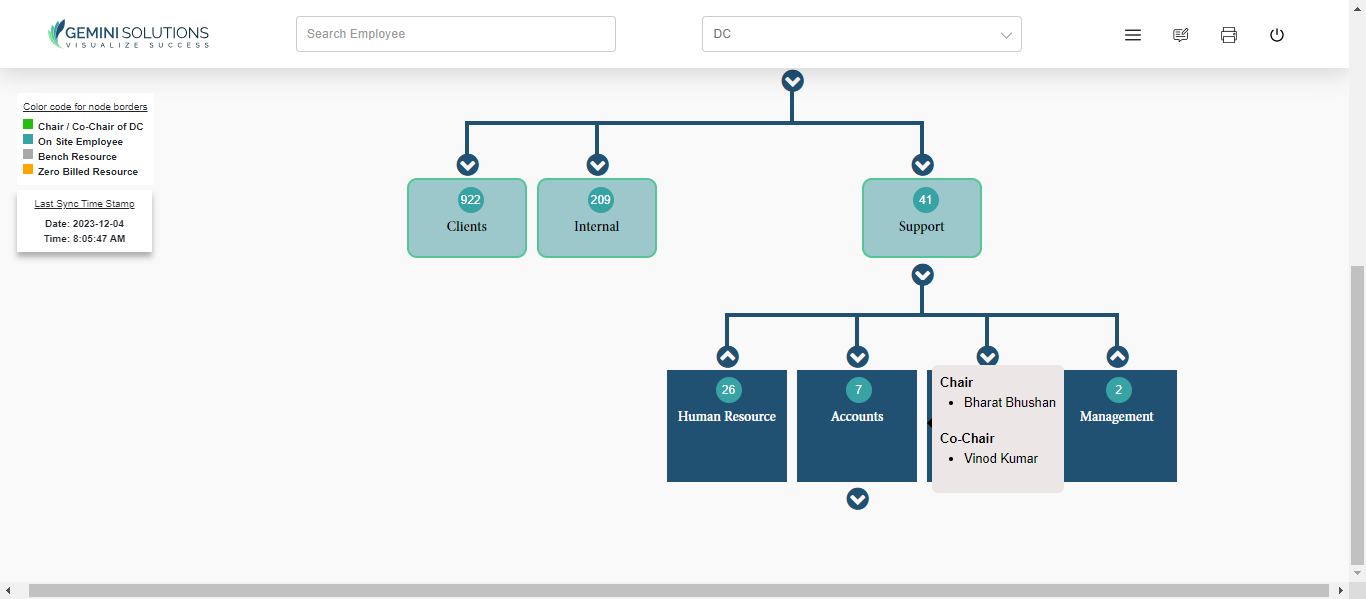 GEMINI SOLUTIONS
VISUALIZE SUCCESS
Search Employee
DC
Color code for node borders
Chair / Co-Chair of DC
On Site Employee
Bench Resource
Zero Billed Resource
Last Sync Time Stamp
Date: 2023-12-04
Time: 8:05:47 AM
922
Clients
209
Internal
41
Support
26
Human Resource
7
Accounts
Chair
Bharat Bhushan
Co-Chair
Vinod Kumar
2
Management